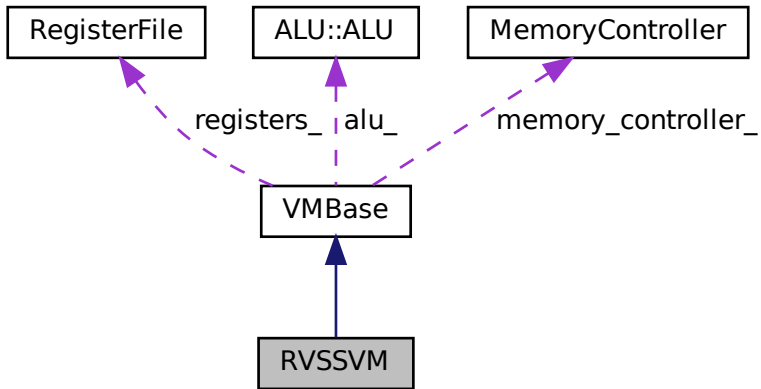 RegisterFile
ALU::ALU
MemoryController
registers_
alu_
memory_controller_
VMBase
RVSSVM